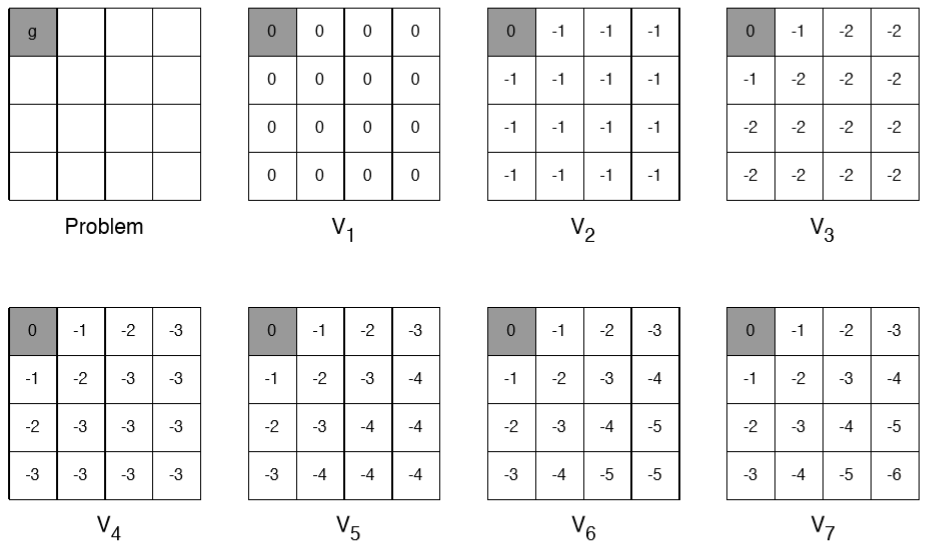 g
0 0 0 0
0 0 0 0
0 0 0 0
0 0 0 0
0 -1 -1 -1
-1 -1 -1 -1
-1 -1 -1 -1
-1 -1 -1 -1
0 -1 -2 -2
-1 -2 -2 -2
-2 -2 -2 -2
-2 -2 -2 -2
Problem
V1
V2
V3
0 -1 -2 -3
-1 -2 -3 -3
-2 -3 -3 -3
-3 -3 -3 -3
0 -1 -2 -3
-1 -2 -3 -4
-2 -3 -4 -4
-3 -4 -4 -4
0 -1 -2 -3
-1 -2 -3 -4
-2 -3 -4 -5
-3 -4 -5 -5
0 -1 -2 -3
-1 -2 -3 -4
-2 -3 -4 -5
-3 -4 -5 -6
V4
V5
V6
V7